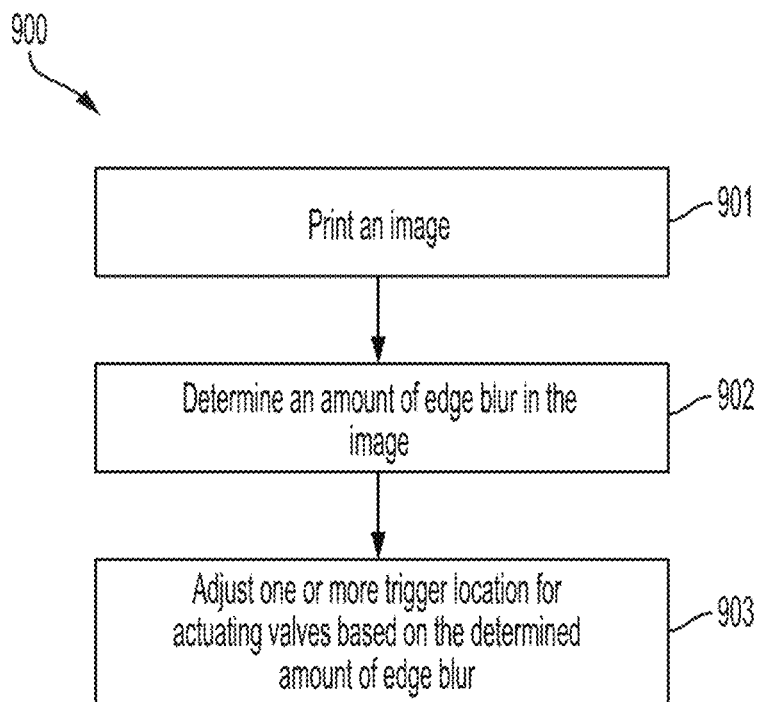 900
Print an image
901
Determine an amount of edge blur in the
image
902
Adjust one or more trigger location for
actuating valves based on the determined
amount of edge blur
903